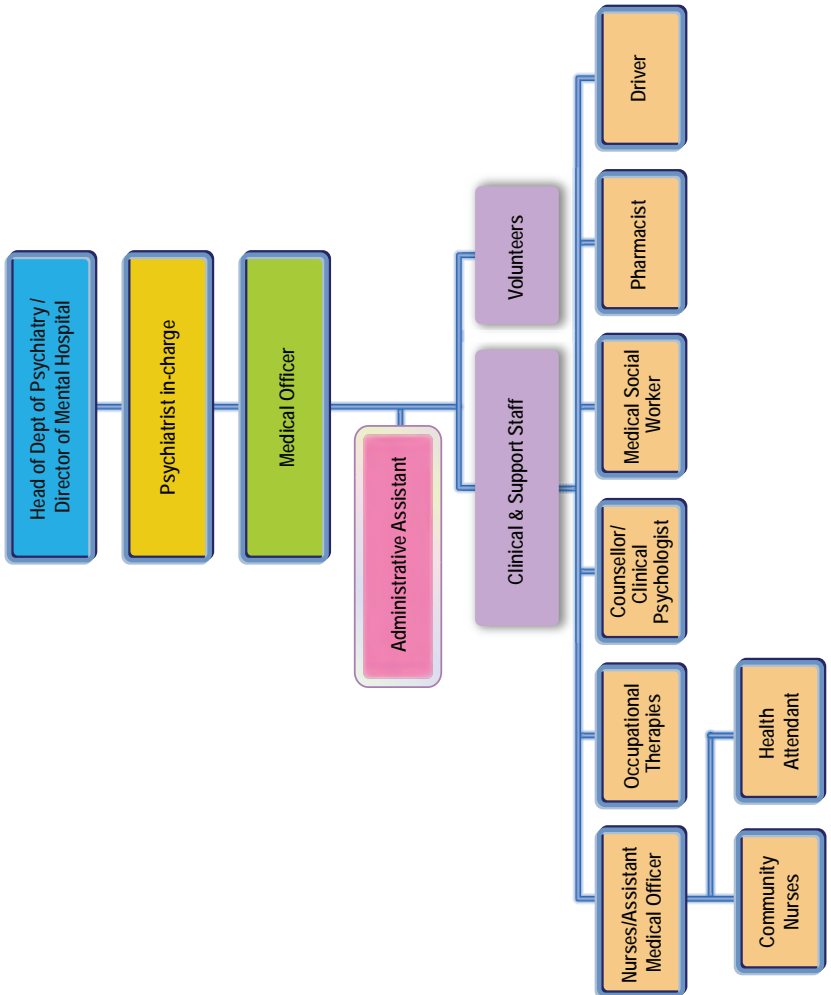 Head of Dept of Psychiatry /
Director of Mental Hospital
Psychiatrist in-charge
Medical Officer
Administrative Assistant
Clinical & Support Staff
Volunteers
Nurses/Assistant
Medical Officer
Occupational
Therapies
Counsellor/
Clinical
Psychologist
Medical Social
Worker
Pharmacist
Driver
Community
Nurses
Health
Attendant